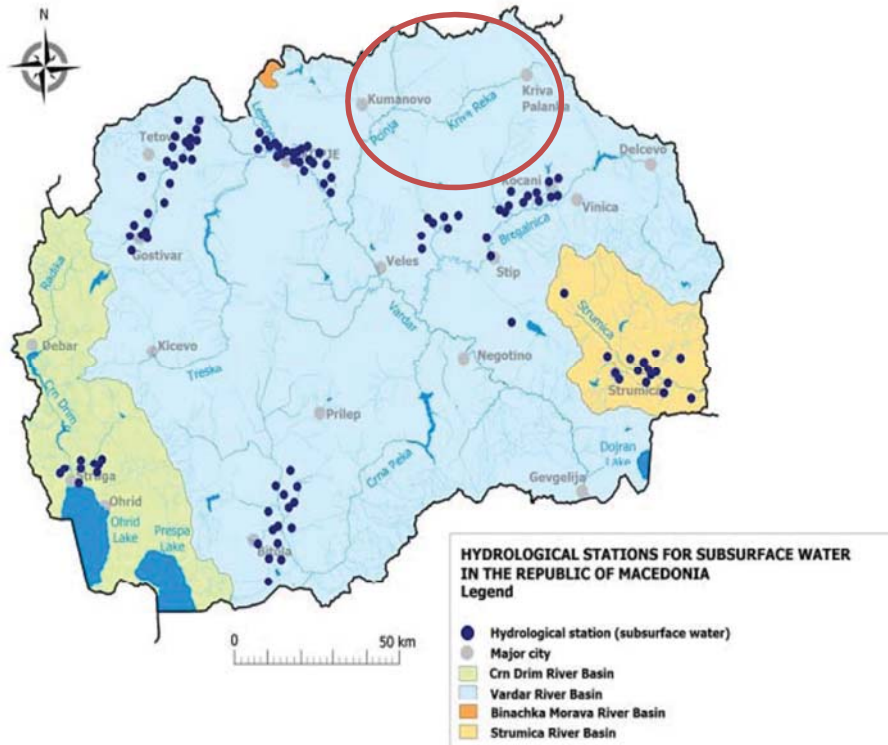 N
Kumanovo
Kriva
Palanka
Kriva Reka
Pcinja
Lepenec
Tetovo
Delcevo
Kocani
Vinica
Bregalnica
Gostivar
Veles
Stip
Radika
Strumica
Vardar
Debar
Kicevo
Treska
Negotino
Strumica
Crn Drim
Prilep
Dojran
Lake
Crna Peka
Gevgelija
Struga
Ohrid
Ohrid
Lake
Prespa
Lake
Bitola
HYDROLOGICAL STATIONS FOR SUBSURFACE WATER
IN THE REPUBLIC OF MACEDONIA
Legend
Hydrological station (subsurface water)
Major city
Crn Drim River Basin
Vardar River Basin
Binachka Morava River Basin
Strumica River Basin
0 50 km